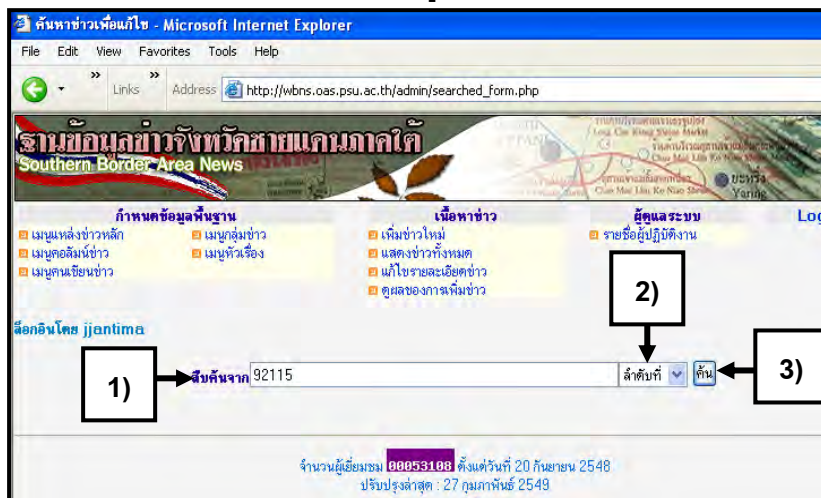 ค้นหาข่าวเพื่อแก้ไข - Microsoft Internet Explorer
File Edit View Favorites Tools Help
» Links » Address http://wbns.oas.psu.ac.th/admin/searched_form.php
ฐานข้อมูลข่าวจังหวัดชายแดนภาคใต้
Southern Border Area News
กำหนดข้อมูลพื้นฐาน เนื้อหาข่าว ผู้ดูแลระบบ Log
เมนูแหล่งข่าวหลัก เมนูกลุ่มข่าว เพิ่มข่าวใหม่ รายชื่อผู้ปฏิบัติงาน
เมนูคอลัมน์ข่าว เมนูหัวเรื่อง แสดงข่าวทั้งหมด
เมนูคนเขียนข่าว แก้ไขรายละเอียดข่าว
ดูผลของการเพิ่มข่าว
2)
ล็อกอินโดย jjantima
1) สืบค้นจาก 92115 ลำดับที่ ค้น 3)
จำนวนผู้เยี่ยมชม 00053108 ตั้งแต่วันที่ 20 กันยายน 2548
ปรับปรุงล่าสุด : 27 กุมภาพันธ์ 2549